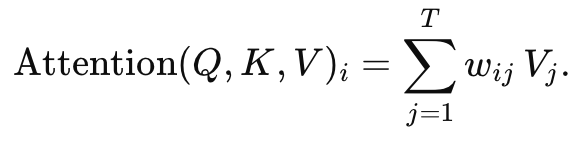 Attention(Q, K, V)_i = \sum_{j=1}^{T} w_{ij} V_j.